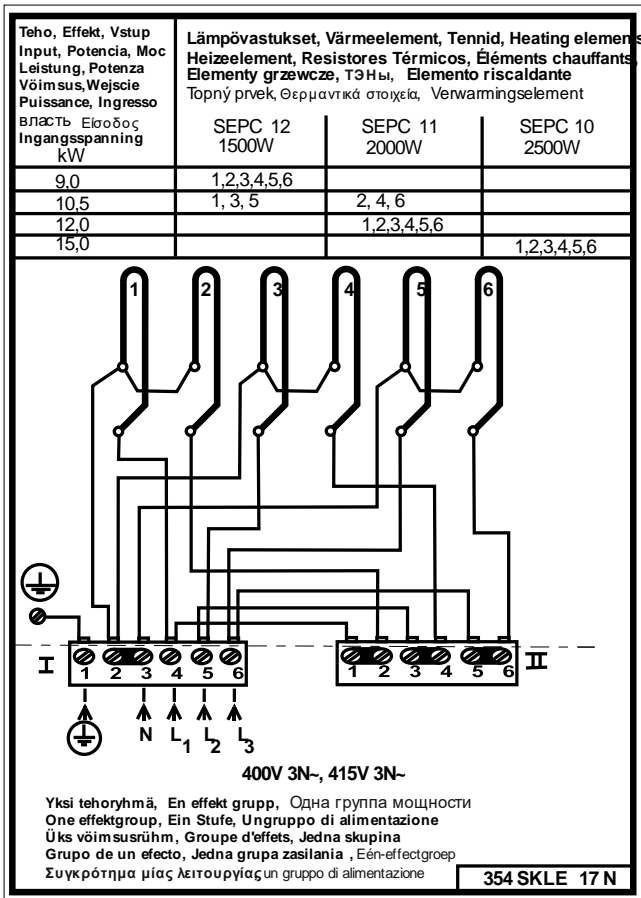 Teho, Effekt, Vstup
Input, Potencia, Moc
Leistung, Potenza
Vöimsus,Wejscie
Puissance, Ingresso
власть Είσοδος
Ingangsspanning
kW
Lämpövastukset, Värmeelement, Tennid, Heating elements
Heizeelement, Resistores Térmicos, Éléments chauffants,
Elementy grzewcze, ТЭНы, Elemento riscaldante
Topný prvek, Θερμαντικά στοιχεία, Verwarmingselement
SEPC 12 SEPC 11 SEPC 10
1500W 2000W 2500W
9,0 1,2,3,4,5,6
10,5 1, 3, 5 2, 4, 6
12,0 1,2,3,4,5,6
15,0 1,2,3,4,5,6
1 2 3 4 5 6
I 1 2 3 4 5 6 1 2 3 4 5 6 II
N L1 L2 L3
400V 3N~, 415V 3N~
Yksi tehoryhmä, En effekt grupp, Одна группа мощности
One effektgroup, Ein Stufe, Ungruppo di alimentazione
Üks vöimsusrühm, Groupe d'effets, Jedna skupina
Grupo de un efecto, Jedna grupa zasilania , Eén-effectgroep
Συγκρότημα μίας λειτουργίας un gruppo di alimentazione
354 SKLE 17 N